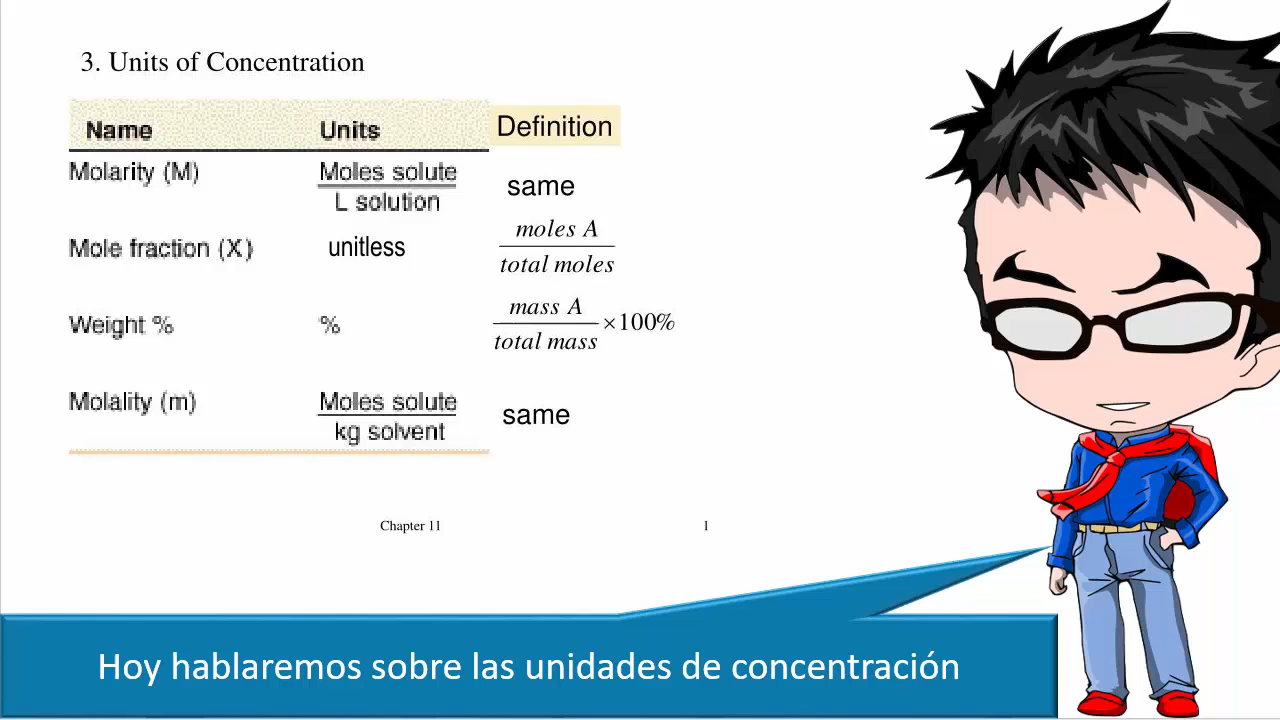 3. Units of Concentration
Name Units Definition
Molarity (M) Moles solute same
L solution
Mole fraction (X) unitless moles A
total moles
Weight % % mass A ×100%
total mass
Molality (m) Moles solute same
kg solvent
Chapter 11 1
Hoy hablaremos sobre las unidades de concentración